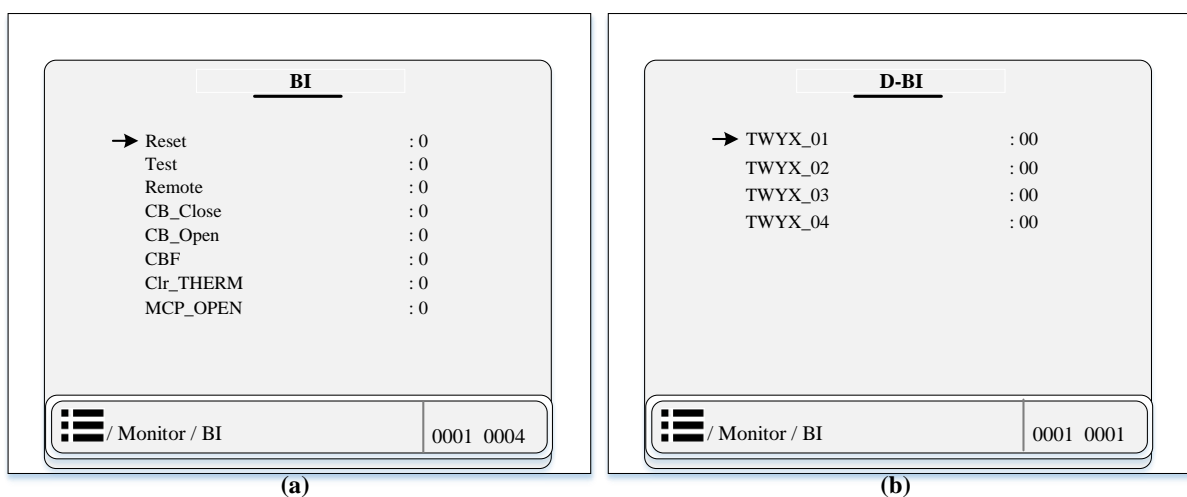 BI
Reset : 0
Test : 0
Remote : 0
CB_Close : 0
CB_Open : 0
CBF : 0
Clr_THERM : 0
MCP_OPEN : 0
/ Monitor / BI 0001 0004
(a)
D-BI
TWYX_01 : 00
TWYX_02 : 00
TWYX_03 : 00
TWYX_04 : 00
/ Monitor / BI 0001 0001
(b)